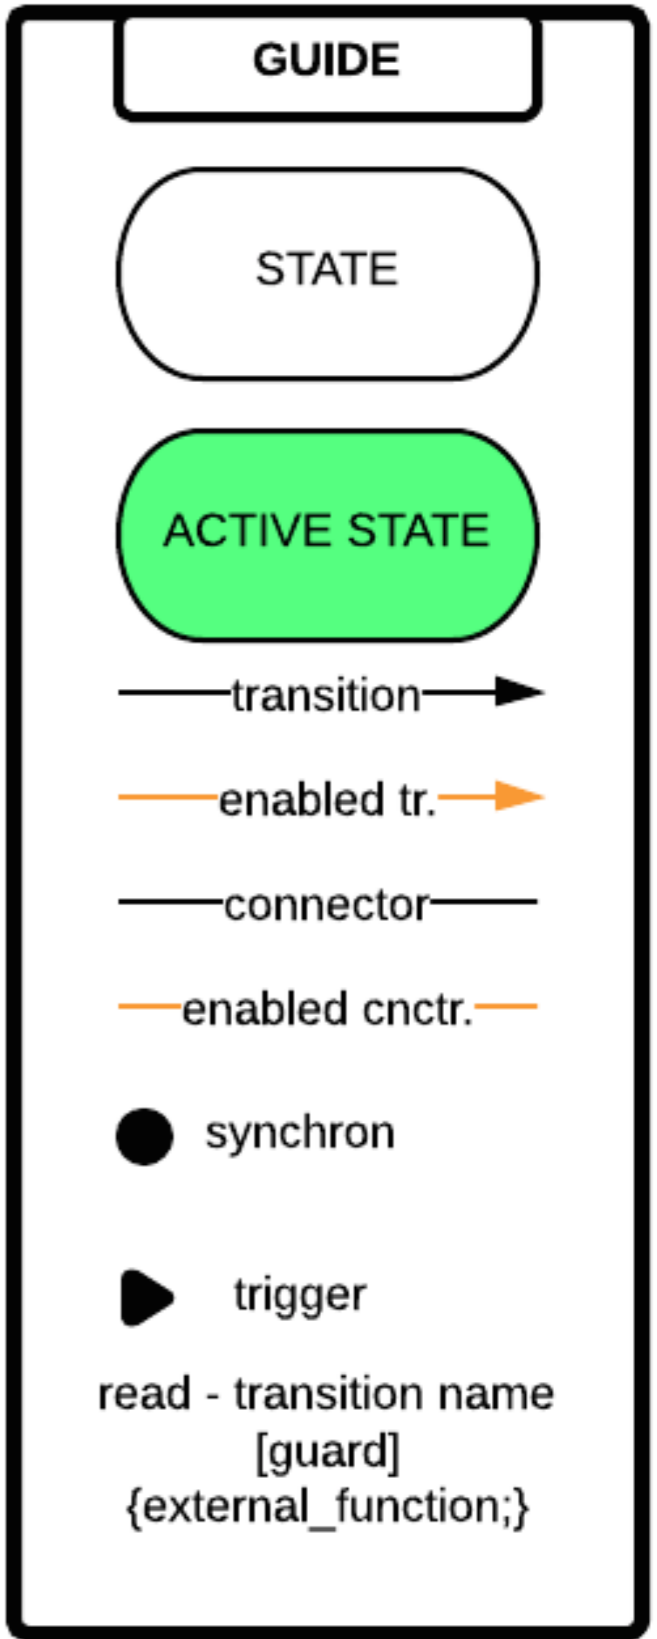 GUIDE
STATE
ACTIVE STATE
transition
enabled tr.
connector
enabled cnctr.
synchron
trigger
read - transition name
[guard]
{external_function;}